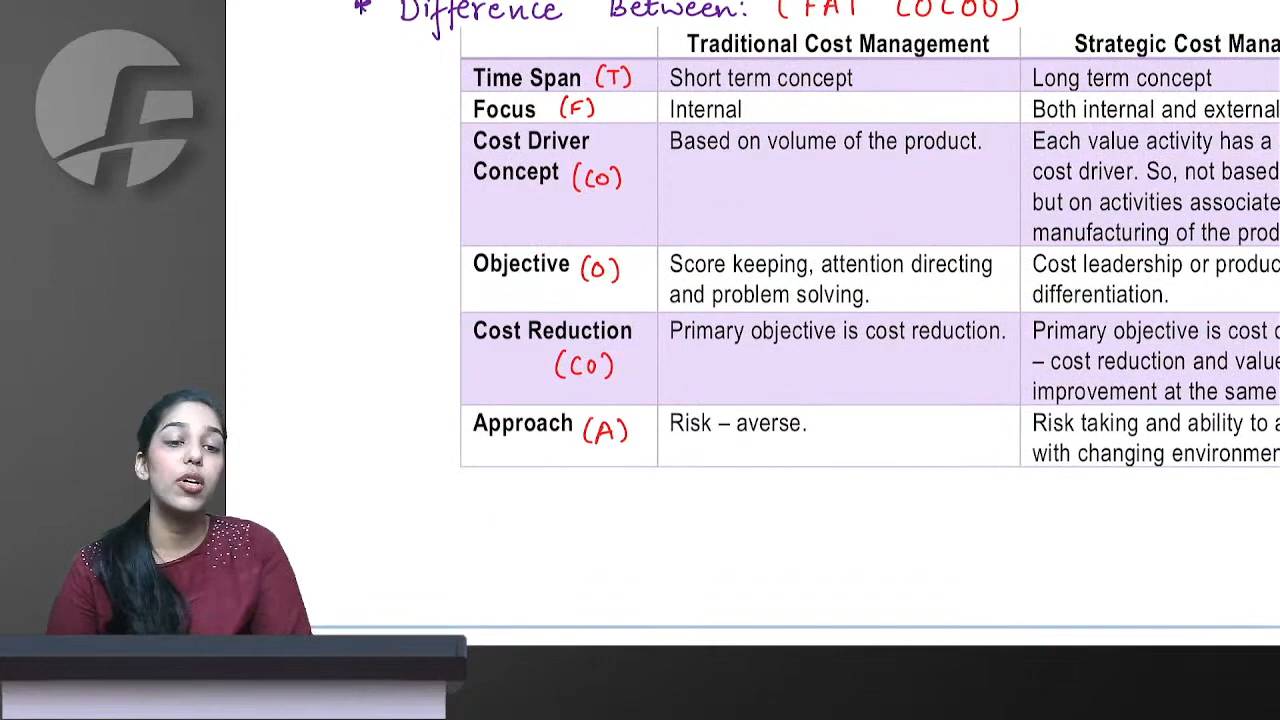 * Difference Between: (FAT COCOO)
Traditional Cost Management Strategic Cost Mana
Time Span (T) Short term concept Long term concept
Focus (F) Internal Both internal and external
Cost Driver Based on volume of the product. Each value activity has a
Concept (CO) cost driver. So, not based
but on activities associate
manufacturing of the prod
Objective (O) Score keeping, attention directing Cost leadership or produc
and problem solving. differentiation.
Cost Reduction Primary objective is cost reduction. Primary objective is cost
(CO) – cost reduction and value
improvement at the same
Approach (A) Risk – averse. Risk taking and ability to a
with changing environmen